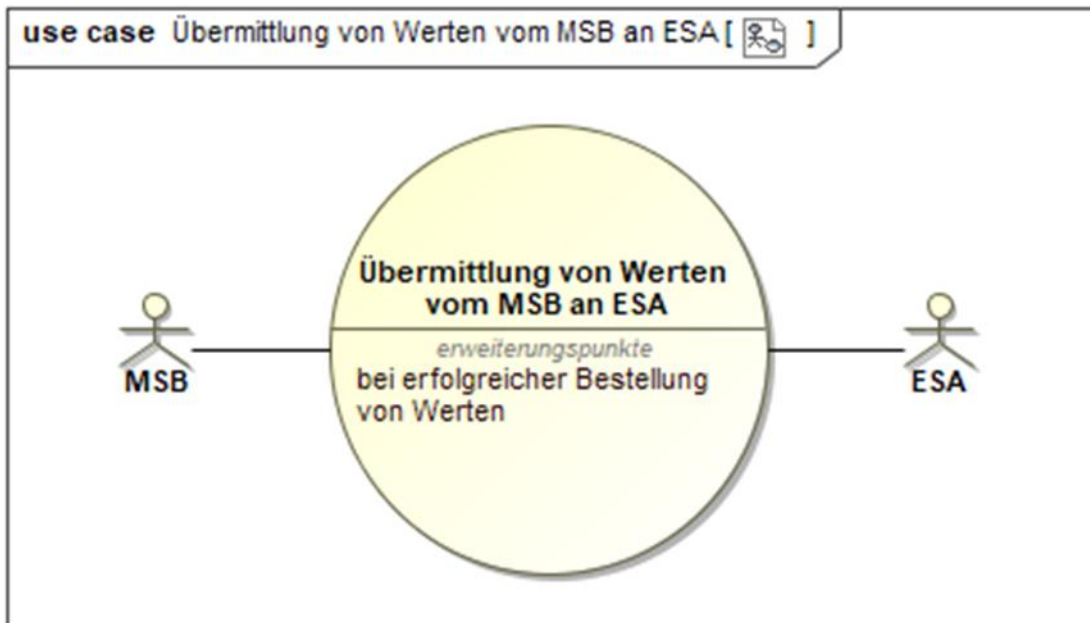 use case Übermittlung von Werten vom MSB an ESA [ ]
Übermittlung von Werten
vom MSB an ESA
erweiterungspunkte
bei erfolgreicher Bestellung
von Werten
MSB
ESA